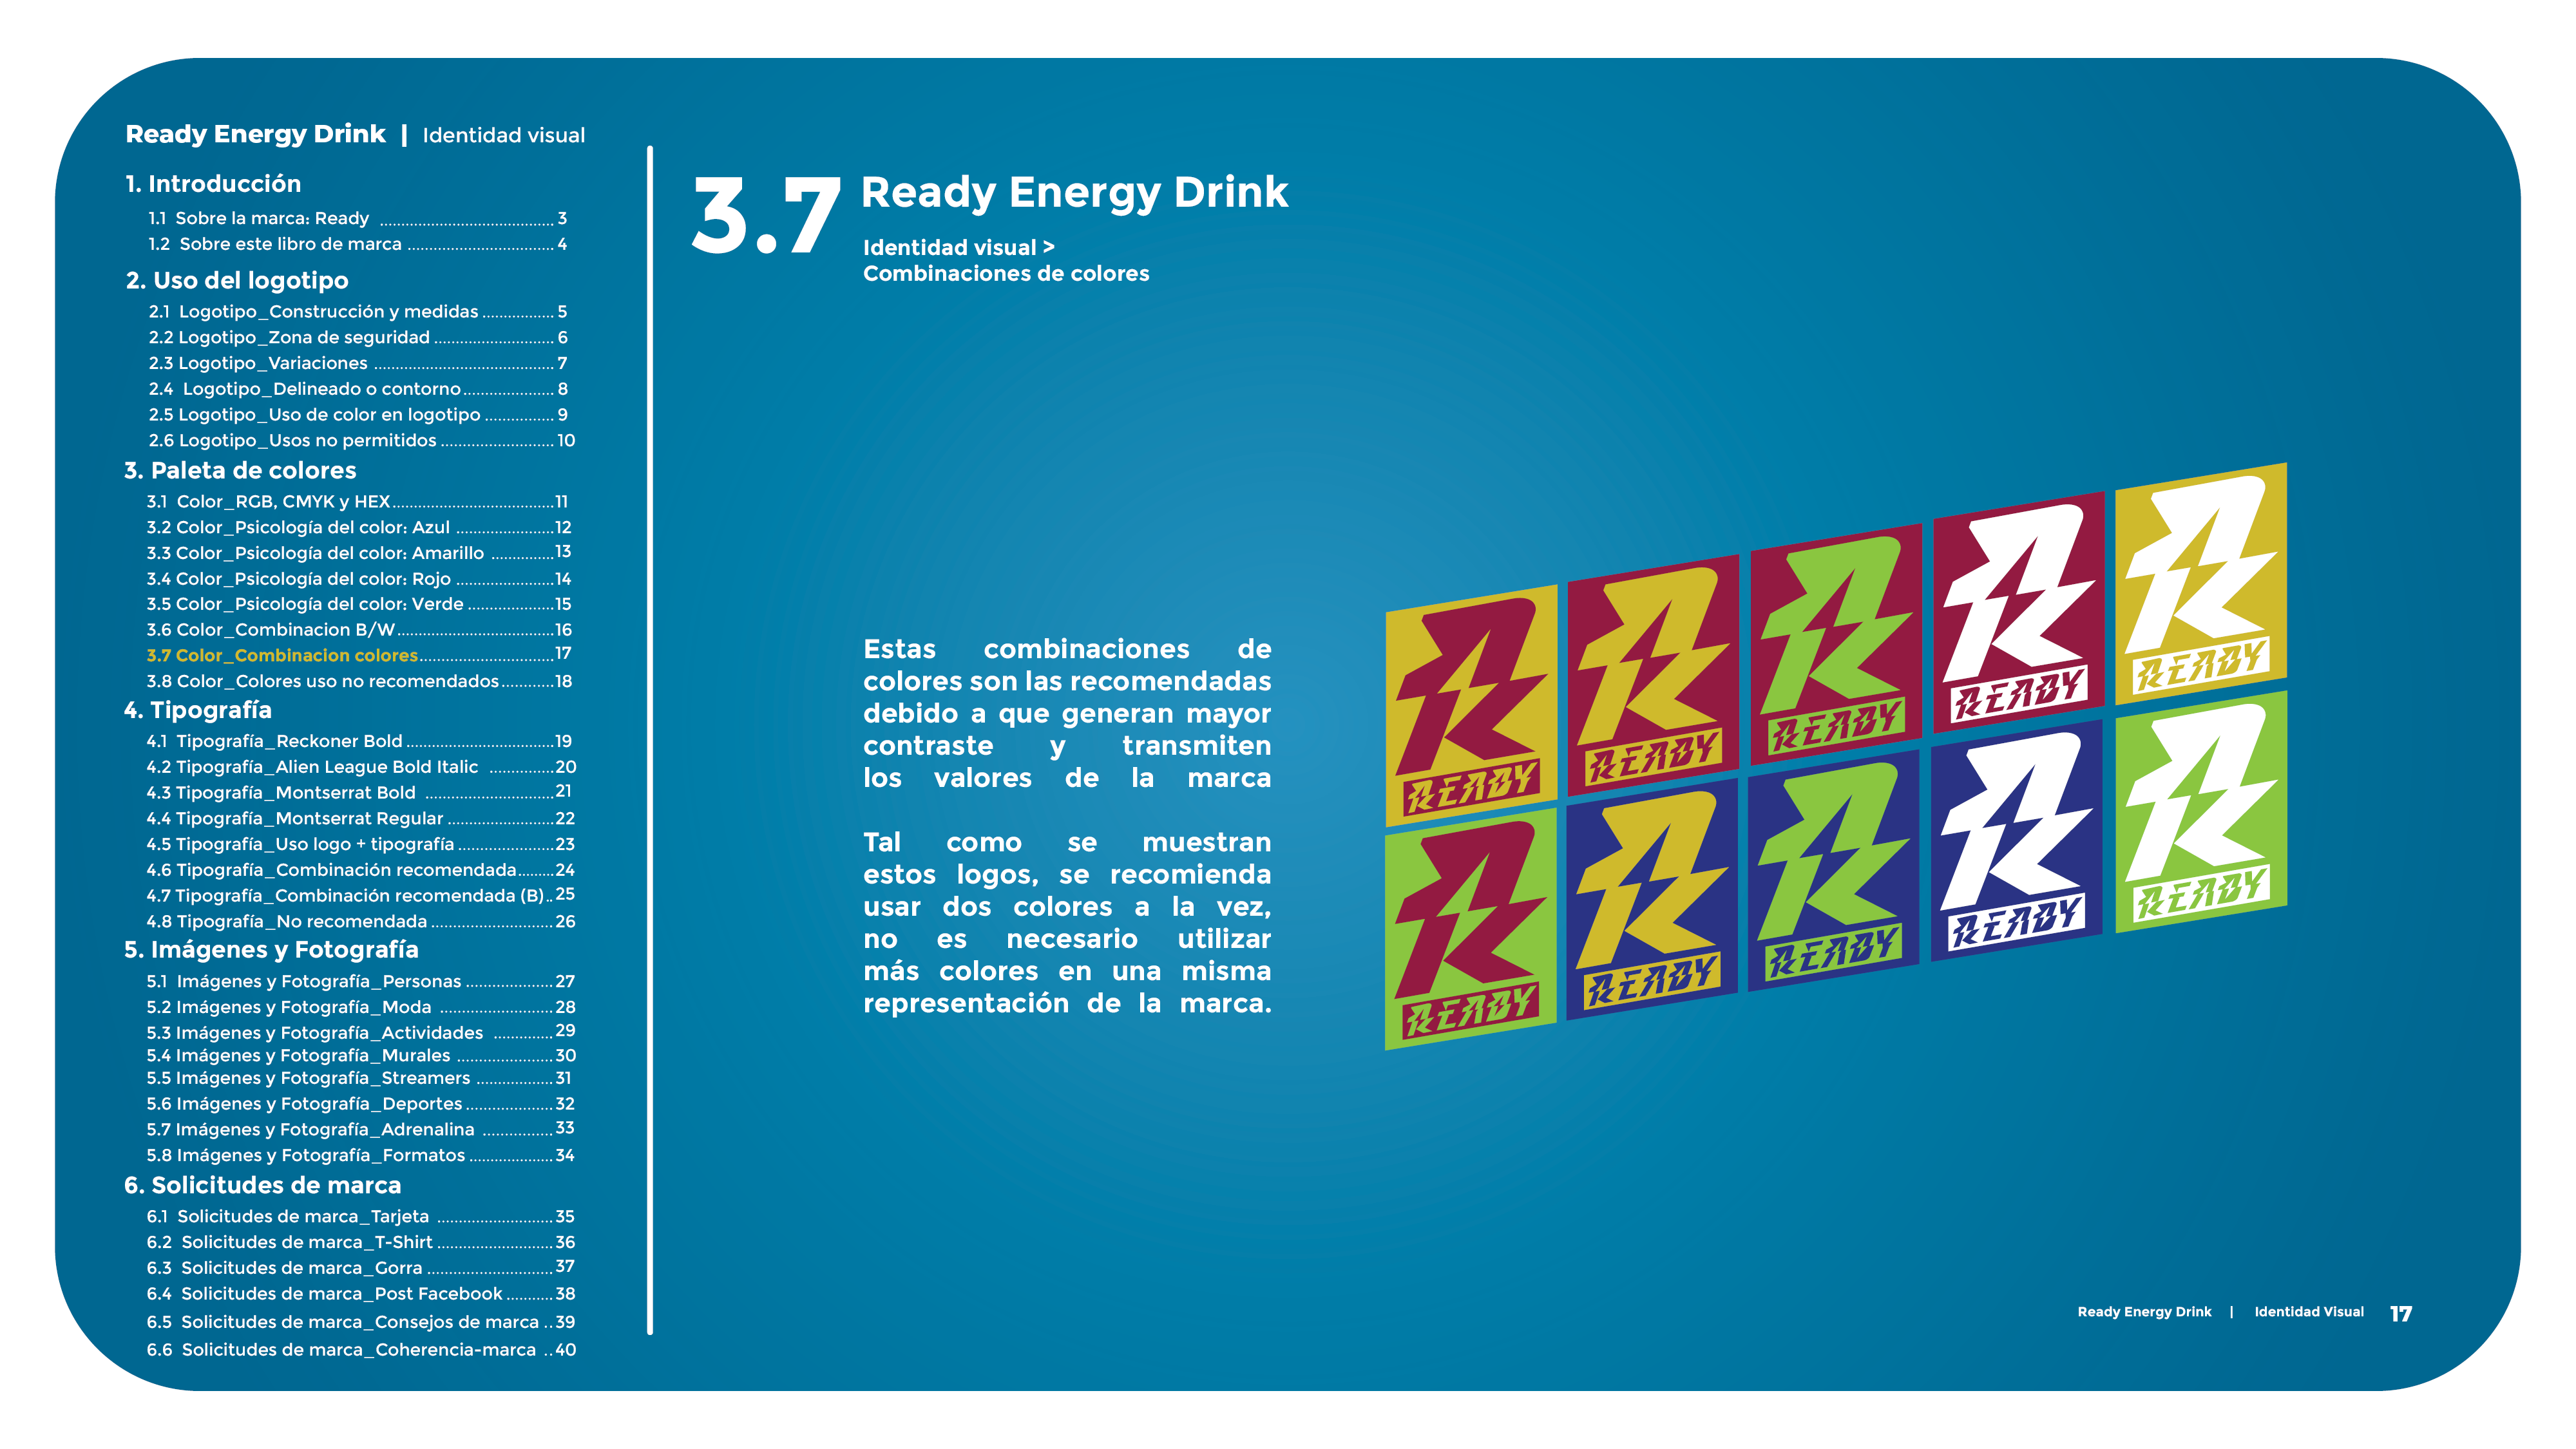 Ready Energy Drink | Identidad visual
1. Introducción
1.1 Sobre la marca: Ready ........................................ 3
1.2 Sobre este libro de marca .................................. 4
2. Uso del logotipo
2.1 Logotipo_Construcción y medidas ................ 5
2.2 Logotipo_Zona de seguridad ........................... 6
2.3 Logotipo_Variaciones ......................................... 7
2.4 Logotipo_Delineado o contorno..................... 8
2.5 Logotipo_Uso de color en logotipo ................ 9
2.6 Logotipo_Usos no permitidos .......................... 10
3. Paleta de colores
3.1 Color_RGB, CMYK y HEX.....................................11
3.2 Color_Psicología del color: Azul ......................12
3.3 Color_Psicología del color: Amarillo ..............13
3.4 Color_Psicología del color: Rojo ......................14
3.5 Color_Psicología del color: Verde ...................15
3.6 Color_Combinacion B/W....................................16
3.7 Color_Combinacion colores...............................17
3.8 Color_Colores uso no recomendados............18
4. Tipografía
4.1 Tipografía_Reckoner Bold ..................................19
4.2 Tipografía_Alien League Bold Italic ...............20
4.3 Tipografía_Montserrat Bold .............................21
4.4 Tipografía_Montserrat Regular ........................22
4.5 Tipografía_Uso logo + tipografía ......................23
4.6 Tipografía_Combinación recomendada........24
4.7 Tipografía_Combinación recomendada (B)..25
4.8 Tipografía_No recomendada ............................26
5. Imágenes y Fotografía
5.1 Imágenes y Fotografía_Personas ....................27
5.2 Imágenes y Fotografía_Moda ..........................28
5.3 Imágenes y Fotografía_Actividades ..............29
5.4 Imágenes y Fotografía_Murales ......................30
5.5 Imágenes y Fotografía_Streamers ..................31
5.6 Imágenes y Fotografía_Deportes ....................32
5.7 Imágenes y Fotografía_Adrenalina ................33
5.8 Imágenes y Fotografía_Formatos ...................34
6. Solicitudes de marca
6.1 Solicitudes de marca_Tarjeta ..........................35
6.2 Solicitudes de marca_T-Shirt ..........................36
6.3 Solicitudes de marca_Gorra ............................37
6.4 Solicitudes de marca_Post Facebook ...........38
6.5 Solicitudes de marca_Consejos de marca ..39
6.6 Solicitudes de marca_Coherencia-marca ..40
3.7 Ready Energy Drink
Identidad visual >
Combinaciones de colores
Estas combinaciones de
colores son las recomendadas
debido a que generan mayor
contraste y transmiten
los valores de la marca
Tal como se muestran
estos logos, se recomienda
usar dos colores a la vez,
no es necesario utilizar
más colores en una misma
representación de la marca.
READY
READY
READY
READY
READY
READY
READY
READY
READY
READY
Ready Energy Drink | Identidad Visual 17